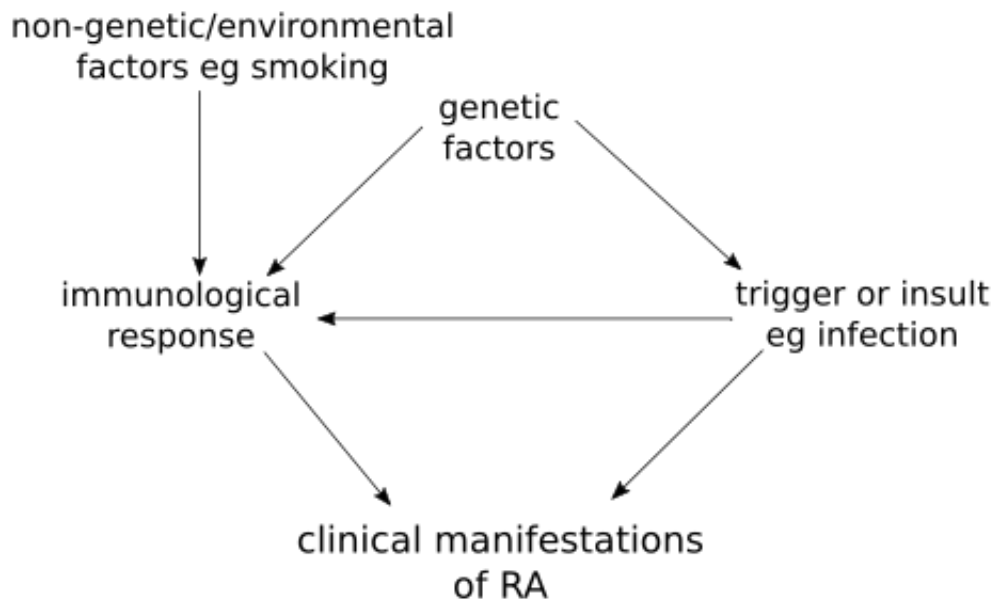 non-genetic/environmental
factors eg smoking
genetic
factors
immunological
response
trigger or insult
eg infection
clinical manifestations
of RA